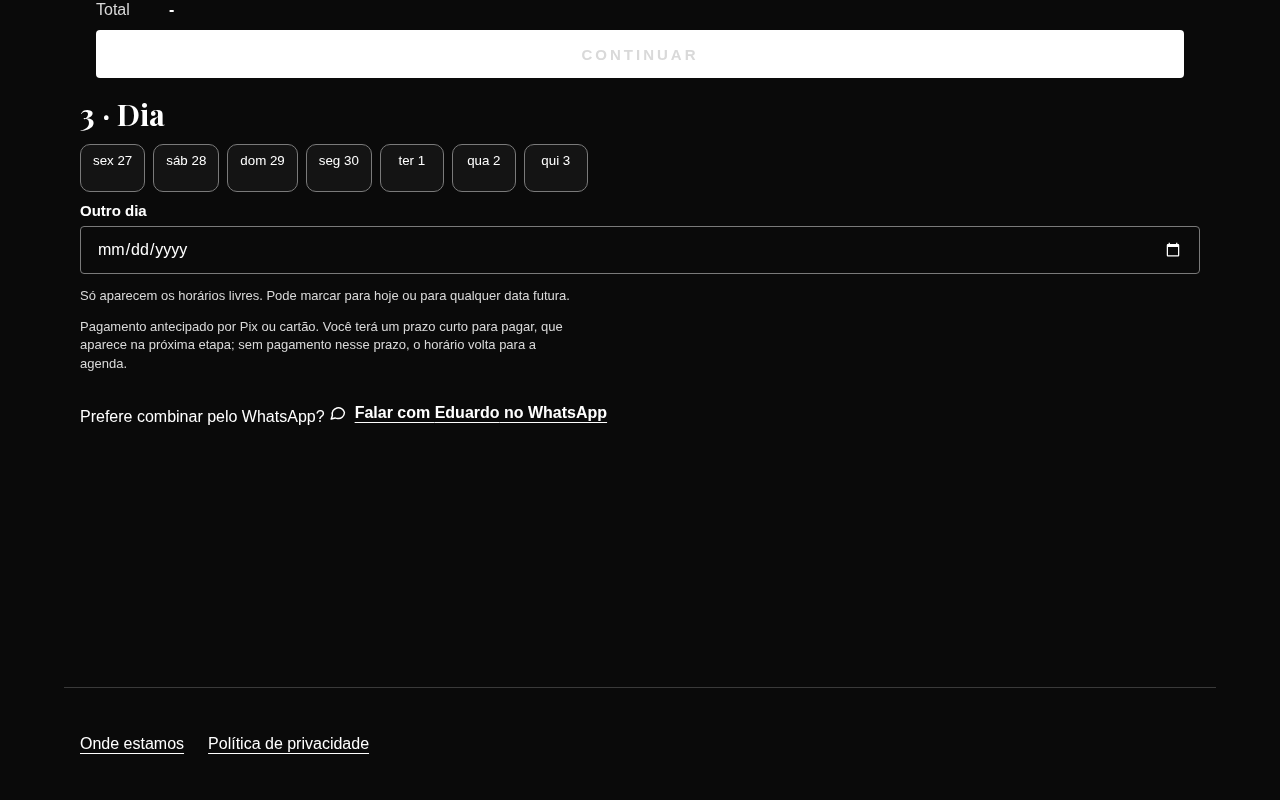 Total -
CONTINUAR
3 · Dia
sex 27 sáb 28 dom 29 seg 30 ter 1 qua 2 qui 3
Outro dia
mm/dd/yyyy
Só aparecem os horários livres. Pode marcar para hoje ou para qualquer data futura.
Pagamento antecipado por Pix ou cartão. Você terá um prazo curto para pagar, que
aparece na próxima etapa; sem pagamento nesse prazo, o horário volta para a
agenda.
Prefere combinar pelo WhatsApp? Falar com Eduardo no WhatsApp
Onde estamos Política de privacidade